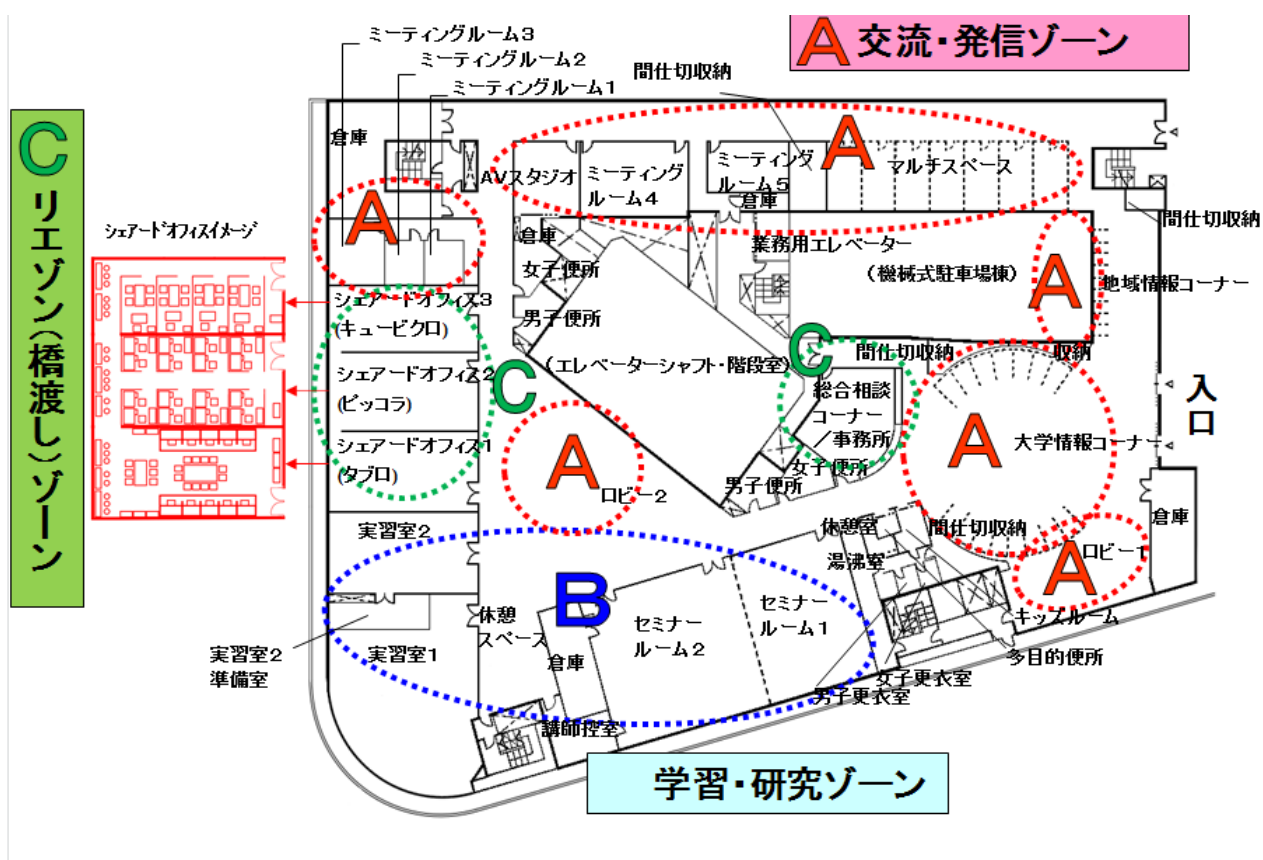 A 交流・発信ゾーン
ミーティングルーム3
ミーティングルーム2
ミーティングルーム1
間仕切収納
C リエゾン(橋渡し)ゾーン
倉庫
A
AVスタジオ
ミーティング
ルーム4
ミーティング
ルーム5
倉庫
マルチスペース
間仕切収納
A
シェアードオフィスイメージ
倉庫
女子便所
男子便所
業務用エレベーター
(機械式駐車場棟)
A
地域情報コーナー
シェアードオフィス3
(キュービクロ)
シェアードオフィス2
(ピッコラ)
シェアードオフィス1
(タブロ)
C
(エレベーターシャフト・階段室)
C
間仕切収納
収納
総合相談
コーナー
/事務所
入口
A
大学情報コーナー
A
ロビー2
女子便所
男子便所
倉庫
実習室2
休憩室
間仕切収納
湯沸室
A
ロビー1
B
セミナー
ルーム1
セミナー
ルーム2
休憩
スペース
倉庫
キッズルーム
多目的便所
女子更衣室
男子更衣室
実習室2
準備室
実習室1
講師控室
学習・研究ゾーン